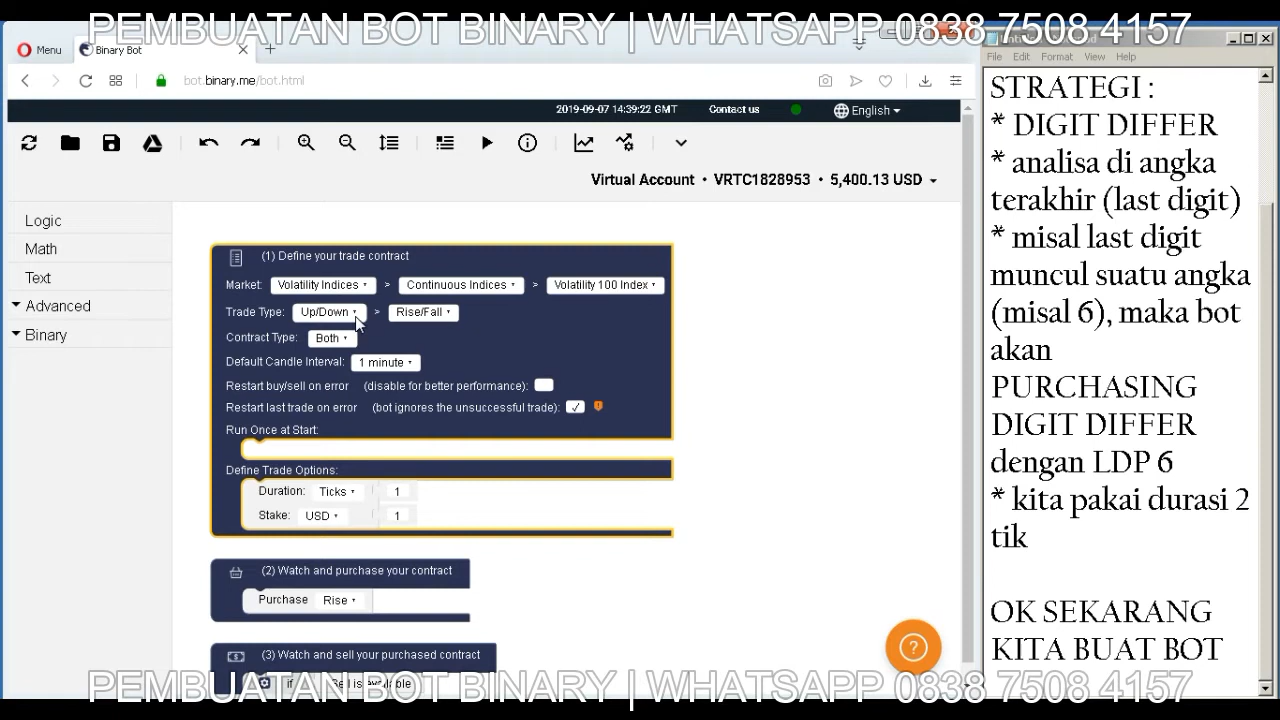 PEMBUATAN BOT BINARY | WHATSAPP 0838 7508 4157
Menu
Binary Bot
bot.binary.me/bot.html
2019-09-07 14:39:22 GMT
Contact us
English
Virtual Account • VRTC1828953 • 5,400.13 USD
Logic
Math
Text
Advanced
Binary
(1) Define your trade contract
Market: Volatility Indices > Continuous Indices > Volatility 100 Index
Trade Type: Up/Down > Rise/Fall
Contract Type: Both
Default Candle Interval: 1 minute
Restart buy/sell on error (disable for better performance):
Restart last trade on error (bot ignores the unsuccessful trade): ✓
Run Once at Start:
Define Trade Options:
Duration: Ticks 1
Stake: USD 1
(2) Watch and purchase your contract
Purchase Rise
(3) Watch and sell your purchased contract
if
is available
File Edit Format View Help
STRATEGI :
* DIGIT DIFFER
* analisa di angka
terakhir (last digit)
* misal last digit
muncul suatu angka
(misal 6), maka bot
akan
PURCHASING
DIGIT DIFFER
dengan LDP 6
* kita pakai durasi 2
tik
OK SEKARANG
KITA BUAT BOT
PEMBUATAN BOT BINARY | WHATSAPP 0838 7508 4157